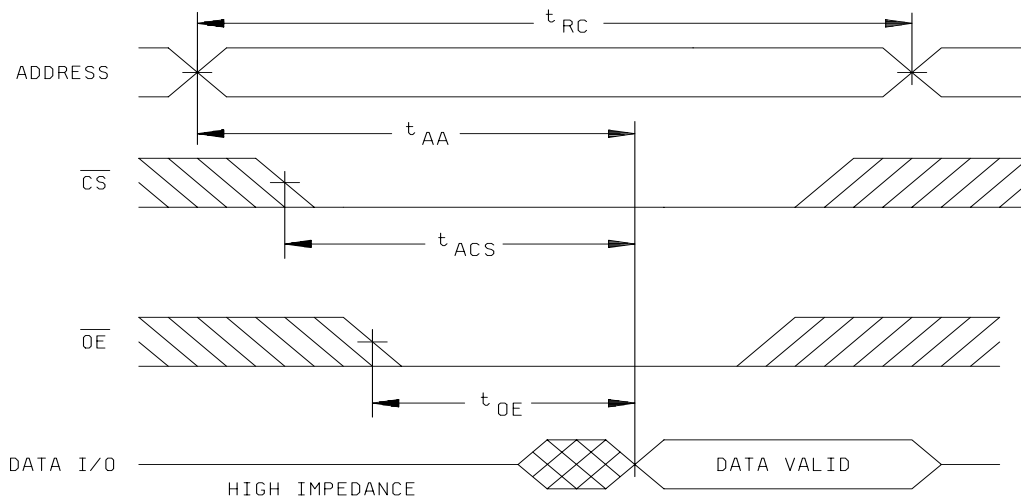 t RC
ADDRESS
t AA
CS
t ACS
OE
t OE
DATA I/O
DATA VALID
HIGH IMPEDANCE